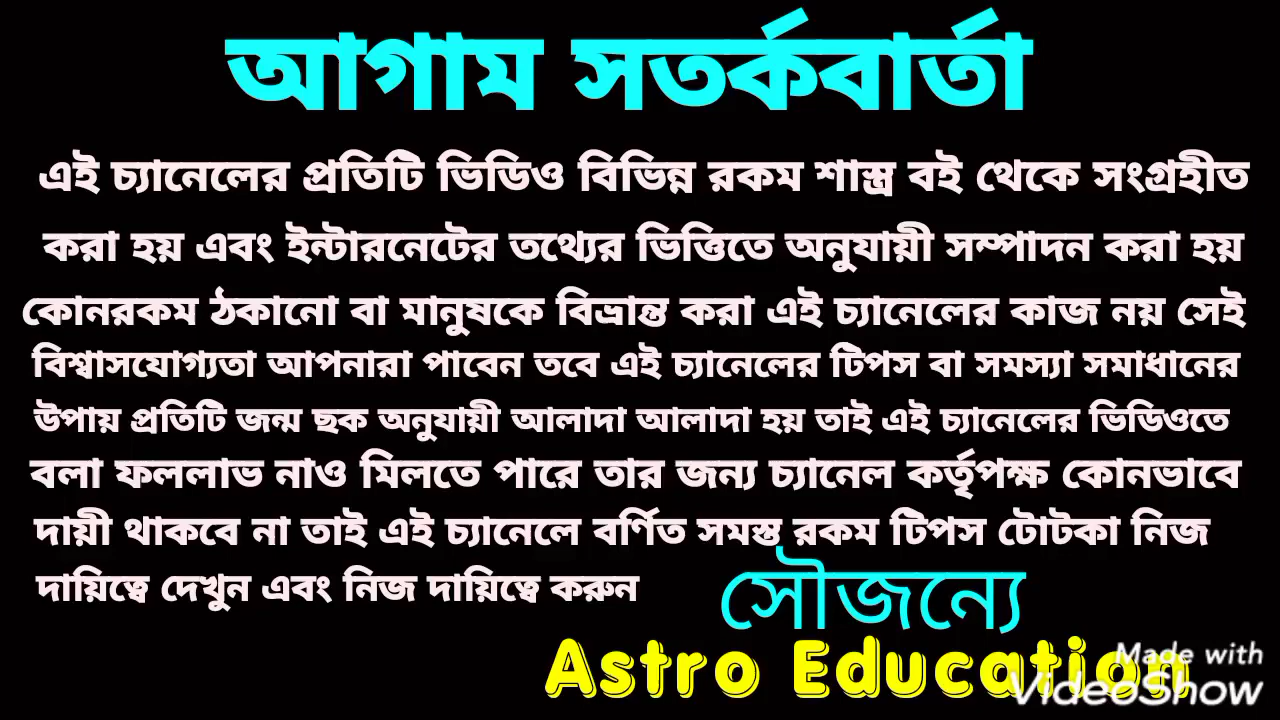 আগাম সতর্কবার্তা
এই চ্যানেলের প্রতিটি ভিডিও বিভিন্ন রকম শাস্ত্র বই থেকে সংগ্রহীত
করা হয় এবং ইন্টারনেটের তথ্যের ভিত্তিতে অনুযায়ী সম্পাদন করা হয়
কোনরকম ঠকানো বা মানুষকে বিভ্রান্ত করা এই চ্যানেলের কাজ নয় সেই
বিশ্বাসযোগ্যতা আপনারা পাবেন তবে এই চ্যানেলের টিপস বা সমস্যা সমাধানের
উপায় প্রতিটি জন্ম ছক অনুযায়ী আলাদা আলাদা হয় তাই এই চ্যানেলের ভিডিওতে
বলা ফললাভ নাও মিলতে পারে তার জন্য চ্যানেল কর্তৃপক্ষ কোনভাবে
দায়ী থাকবে না তাই এই চ্যানেলে বর্ণিত সমস্ত রকম টিপস টোটকা নিজ
দায়িত্বে দেখুন এবং নিজ দায়িত্বে করুন
সৌজন্যে
Astro Education
Made with
VideoShow